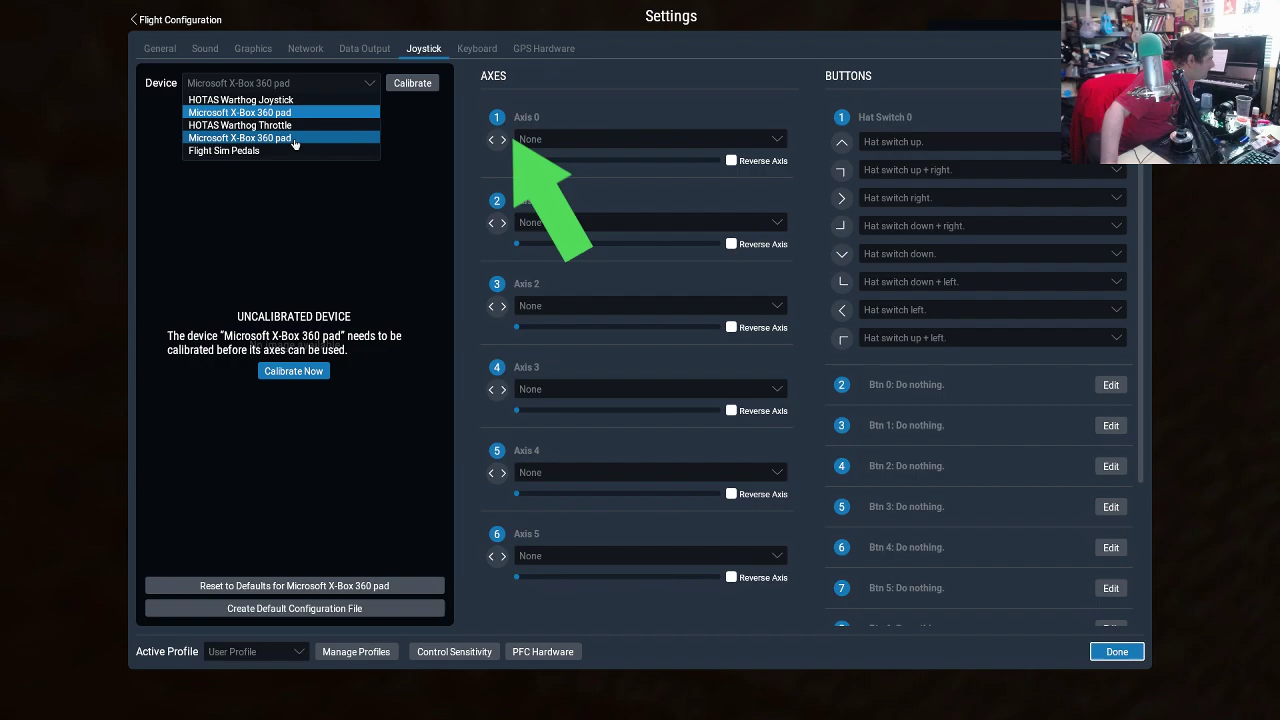 Flight Configuration
Settings
General
Sound
Graphics
Network
Data Output
Joystick
Keyboard
GPS Hardware
Device
Microsoft X-Box 360 pad
Calibrate
HOTAS Warthog Joystick
Microsoft X-Box 360 pad
HOTAS Warthog Throttle
Microsoft X-Box 360 pad
Flight Sim Pedals
UNCALIBRATED DEVICE
The device “Microsoft X-Box 360 pad” needs to
be calibrated before its axes can be used.
Calibrate Now
Reset to Defaults for Microsoft X-Box 360 pad
Create Default Configuration File
AXES
1
Axis 0
None
Reverse Axis
2
None
Reverse Axis
3
Axis 2
None
Reverse Axis
4
Axis 3
None
Reverse Axis
5
Axis 4
None
Reverse Axis
6
Axis 5
None
Reverse Axis
BUTTONS
1
Hat Switch 0
Hat switch up.
Hat switch up + right.
Hat switch right.
Hat switch down + right.
Hat switch down.
Hat switch down + left.
Hat switch left.
Hat switch up + left.
2
Btn 0: Do nothing.
Edit
3
Btn 1: Do nothing.
Edit
4
Btn 2: Do nothing.
Edit
5
Btn 3: Do nothing.
Edit
6
Btn 4: Do nothing.
Edit
7
Btn 5: Do nothing.
Edit
Active Profile
User Profile
Manage Profiles
Control Sensitivity
PFC Hardware
Done